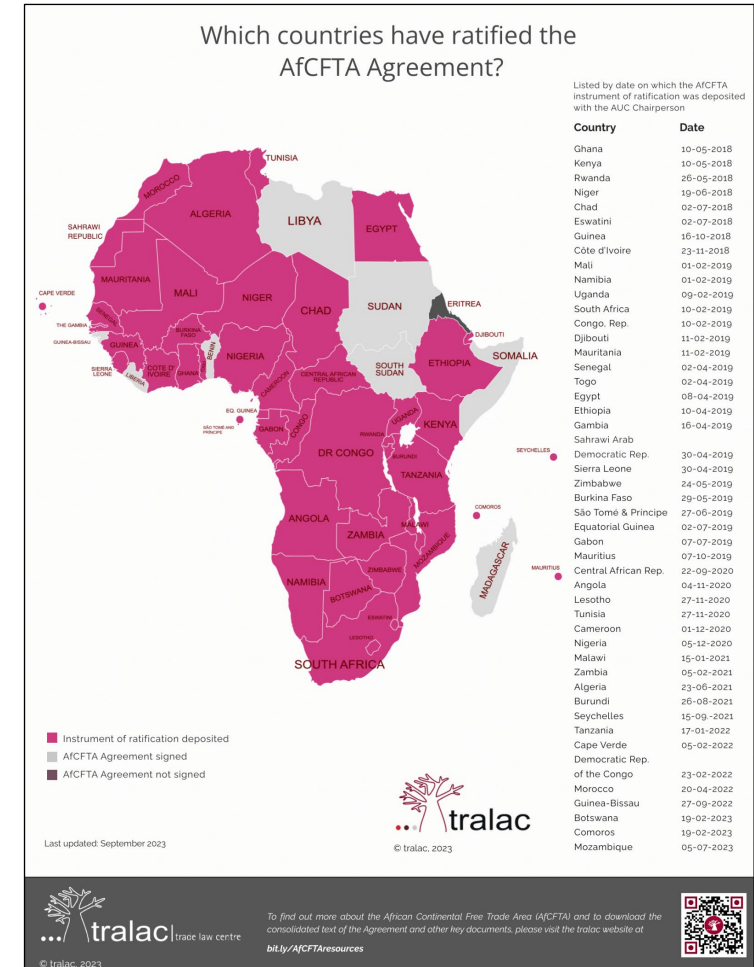 Which countries have ratified the
AfCFTA Agreement?
Listed by date on which the AfCFTA
instrument of ratification was deposited
with the AUC Chairperson
Country Date
Ghana 10-05-2018
Kenya 10-05-2018
Rwanda 26-05-2018
Niger 19-06-2018
Chad 02-07-2018
Eswatini 02-07-2018
Guinea 16-10-2018
Côte d'Ivoire 23-11-2018
Mali 01-02-2019
Namibia 01-02-2019
Uganda 09-02-2019
South Africa 10-02-2019
Congo, Rep. 10-02-2019
Djibouti 11-02-2019
Mauritania 11-02-2019
Senegal 02-04-2019
Togo 02-04-2019
Egypt 08-04-2019
Ethiopia 10-04-2019
Gambia 16-04-2019
Sahrawi Arab
Democratic Rep. 30-04-2019
Sierra Leone 30-04-2019
Zimbabwe 24-05-2019
Burkina Faso 29-05-2019
São Tomé & Principe 27-06-2019
Equatorial Guinea 02-07-2019
Gabon 07-07-2019
Mauritius 07-10-2019
Central African Rep. 22-09-2020
Angola 04-11-2020
Lesotho 27-11-2020
Tunisia 27-11-2020
Cameroon 01-12-2020
Nigeria 05-12-2020
Malawi 15-01-2021
Zambia 05-02-2021
Algeria 23-06-2021
Burundi 26-08-2021
Seychelles 15-09.-2021
Tanzania 17-01-2022
Cape Verde 05-02-2022
Democratic Rep.
of the Congo 23-02-2022
Morocco 20-04-2022
Guinea-Bissau 27-09-2022
Botswana 19-02-2023
Comoros 19-02-2023
Mozambique 05-07-2023
TUNISIA
MOROCCO
ALGERIA
LIBYA
EGYPT
SAHRAWI
REPUBLIC
MAURITANIA
MALI
NIGER
CHAD
SUDAN
ERITREA
CAPE VERDE
SENEGAL
THE GAMBIA
GUINEA-BISSAU
GUINEA
BURKINA
FASO
BENIN
NIGERIA
DJIBOUTI
SOMALIA
ETHIOPIA
SOUTH
SUDAN
SIERRA
LEONE
LIBERIA
COTE D'
IVOIRE
GHANA
CAMEROON
CENTRAL AFRICAN
REPUBLIC
EQ. GUINEA
SÃO TOMÉ AND
PRINCIPE
GABON
CONGO
UGANDA
KENYA
RWANDA
BURUNDI
DR CONGO
TANZANIA
SEYCHELLES
COMOROS
ANGOLA
ZAMBIA
MALAWI
MOZAMBIQUE
MADAGASCAR
MAURITIUS
NAMIBIA
ZIMBABWE
BOTSWANA
ESWATINI
LESOTHO
SOUTH AFRICA
Instrument of ratification deposited
AfCFTA Agreement signed
AfCFTA Agreement not signed
Last updated: September 2023
tralac
© tralac, 2023
tralac trade law centre
© tralac, 2023
To find out more about the African Continental Free Trade Area (AfCFTA) and to download the
consolidated text of the Agreement and other key documents, please visit the tralac website at
bit.ly/AfCFTAresources